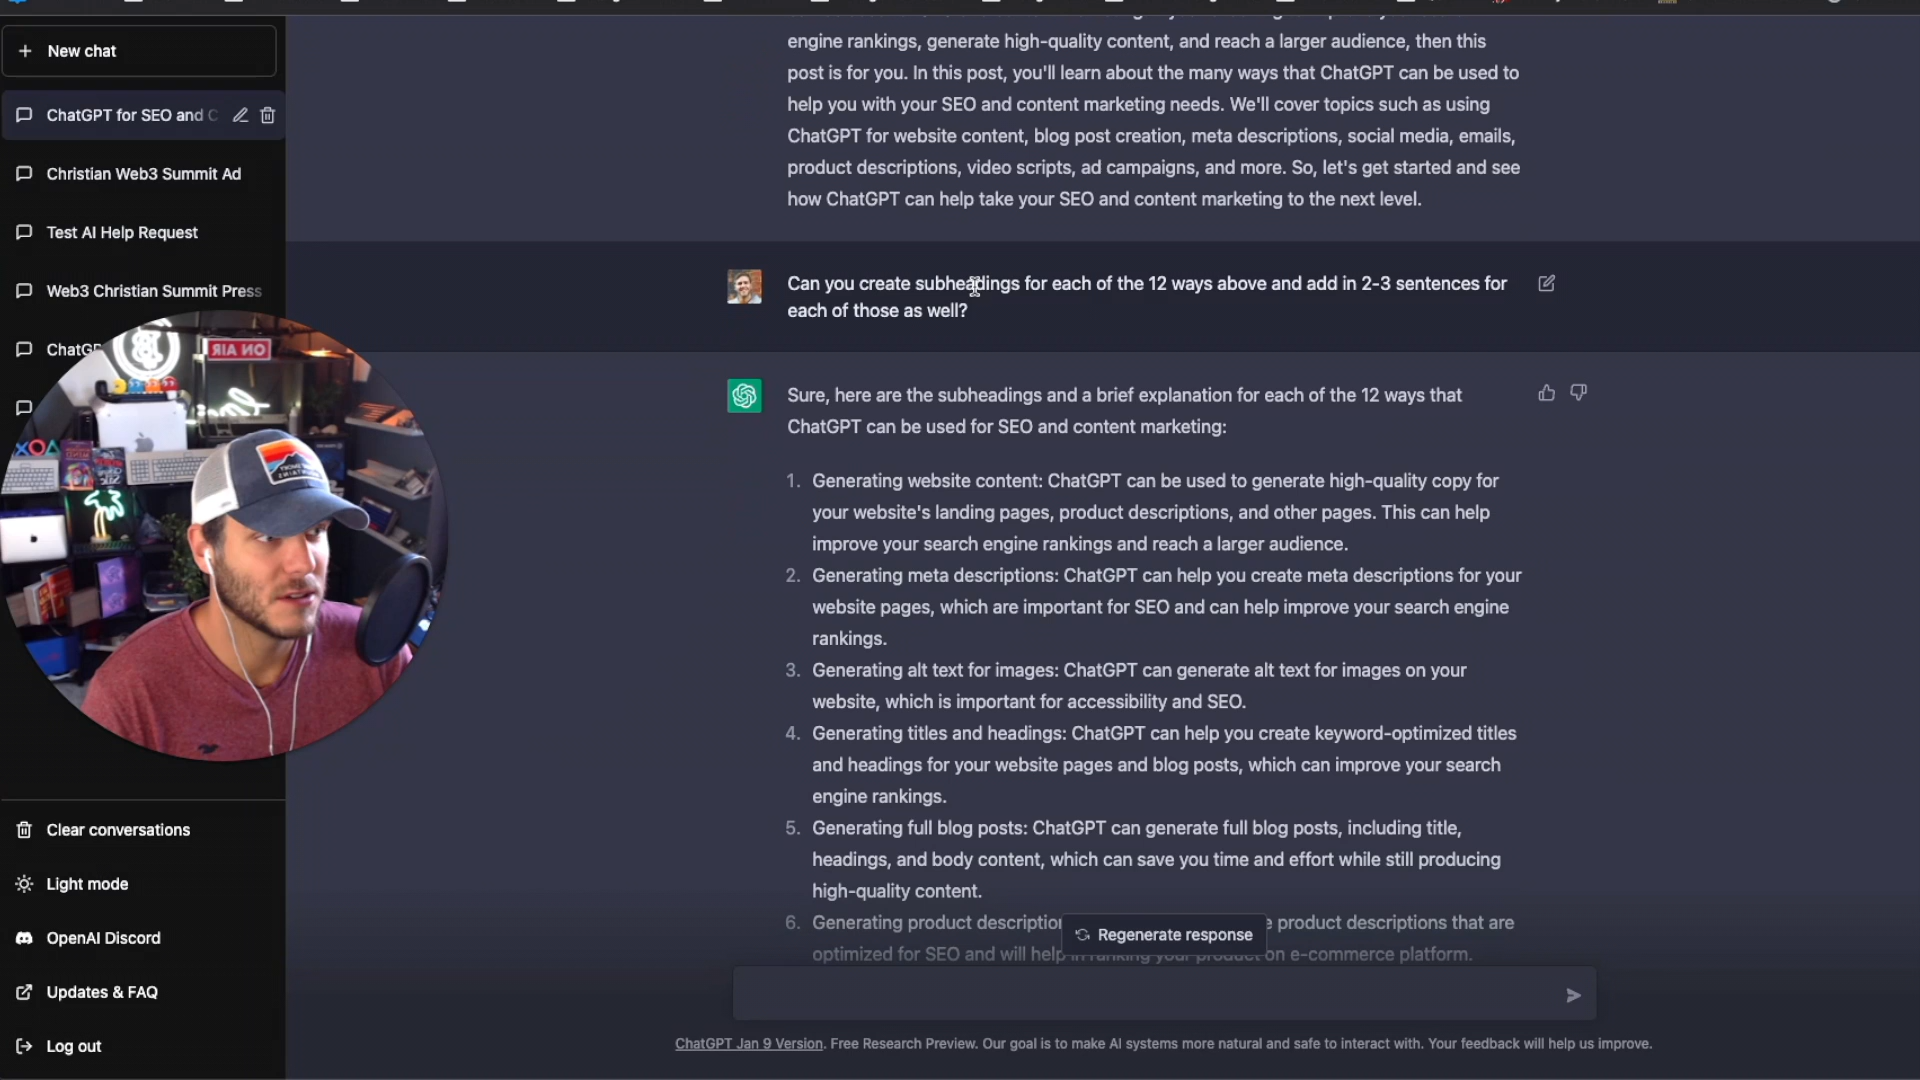 New chat
ChatGPT for SEO and C
Christian Web3 Summit Ad
Test AI Help Request
Web3 Christian Summit Press
ON AIR
engine rankings, generate high-quality content, and reach a larger audience, then this
post is for you. In this post, you'll learn about the many ways that ChatGPT can be used to
help you with your SEO and content marketing needs. We'll cover topics such as using
ChatGPT for website content, blog post creation, meta descriptions, social media, emails,
product descriptions, video scripts, ad campaigns, and more. So, let's get started and see
how ChatGPT can help take your SEO and content marketing to the next level.
Can you create subheadings for each of the 12 ways above and add in 2-3 sentences for
each of those as well?
Sure, here are the subheadings and a brief explanation for each of the 12 ways that
ChatGPT can be used for SEO and content marketing:
1. Generating website content: ChatGPT can be used to generate high-quality copy for
your website's landing pages, product descriptions, and other pages. This can help
improve your search engine rankings and reach a larger audience.
2. Generating meta descriptions: ChatGPT can help you create meta descriptions for your
website pages, which are important for SEO and can help improve your search engine
rankings.
3. Generating alt text for images: ChatGPT can generate alt text for images on your
website, which is important for accessibility and SEO.
4. Generating titles and headings: ChatGPT can help you create keyword-optimized titles
and headings for your website pages and blog posts, which can improve your search
engine rankings.
5. Generating full blog posts: ChatGPT can generate full blog posts, including title,
headings, and body content, which can save you time and effort while still producing
high-quality content.
6. Generating product description product descriptions that are
optimized for SEO and will help in ranking your product on e-commerce platform.
Regenerate response
ChatGPT Jan 9 Version. Free Research Preview. Our goal is to make AI systems more natural and safe to interact with. Your feedback will help us improve.
Clear conversations
Light mode
OpenAI Discord
Updates & FAQ
Log out